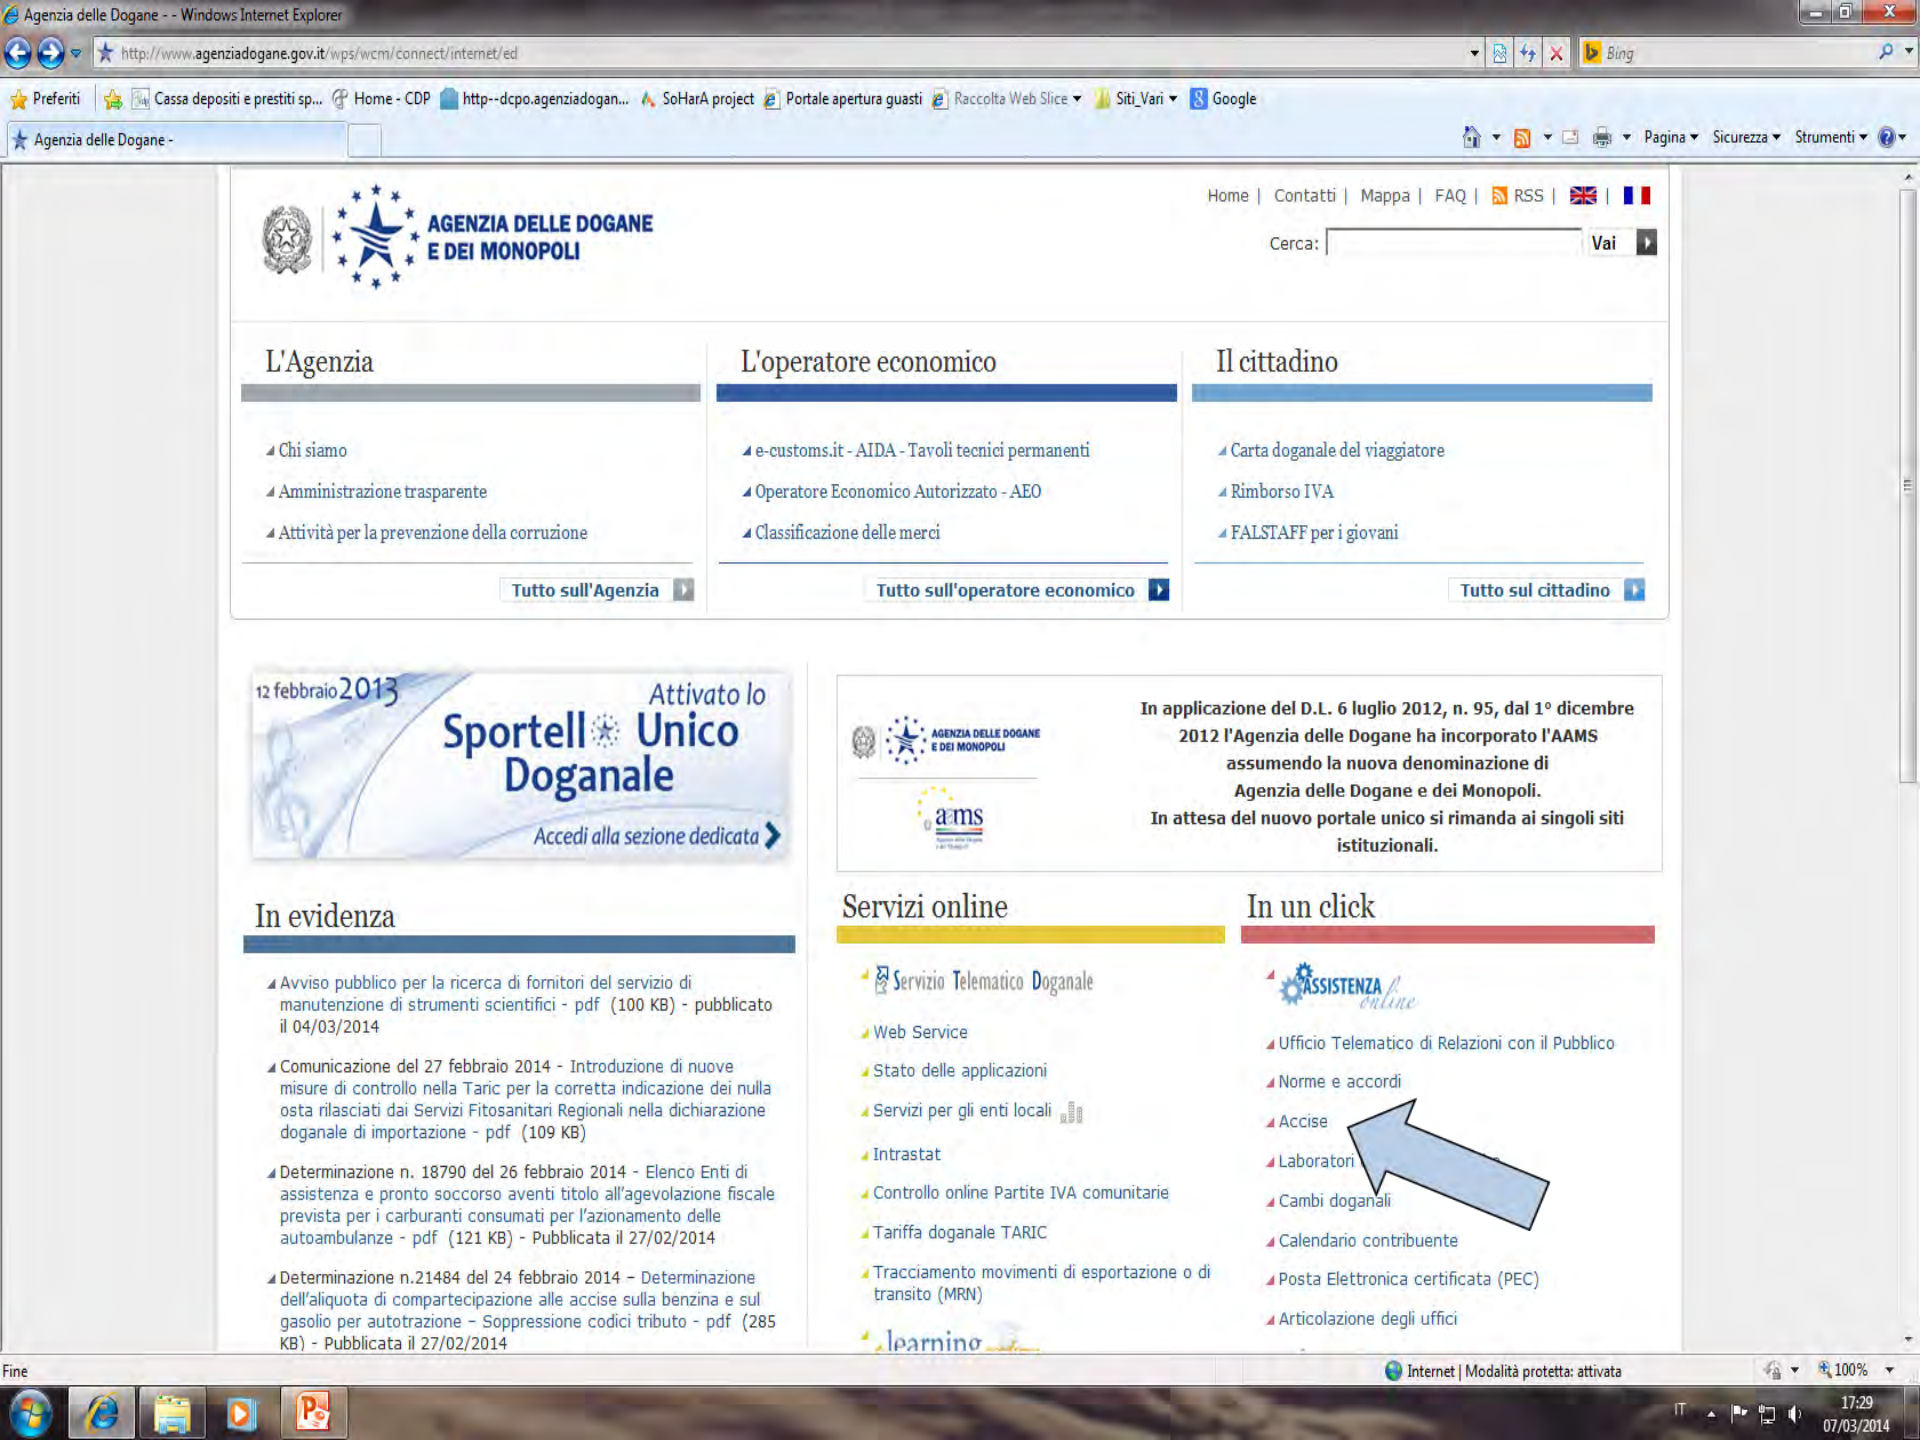 Agenzia delle Dogane - - Windows Internet Explorer
http://www.agenziadogane.gov.it/wps/wcm/connect/internet/ed
Bing
Preferiti
Cassa depositi e prestiti sp...
Home - CDP
http--dcpo.agenziadogan...
SoHarA project
Portale apertura guasti
Raccolta Web Slice
Siti_Vari
Google
Agenzia delle Dogane -
Pagina
Sicurezza
Strumenti
AGENZIA DELLE DOGANE
E DEI MONOPOLI
Home | Contatti | Mappa | FAQ | RSS | |
Cerca:
Vai
L'Agenzia
Chi siamo
Amministrazione trasparente
Attività per la prevenzione della corruzione
Tutto sull'Agenzia
L'operatore economico
e-customs.it - AIDA - Tavoli tecnici permanenti
Operatore Economico Autorizzato - AEO
Classificazione delle merci
Tutto sull'operatore economico
Il cittadino
Carta doganale del viaggiatore
Rimborso IVA
FALSTAFF per i giovani
Tutto sul cittadino
12 febbraio 2013
Attivato lo
Sportell Unico
Doganale
Accedi alla sezione dedicata
AGENZIA DELLE DOGANE
E DEI MONOPOLI
aams
In applicazione del D.L. 6 luglio 2012, n. 95, dal 1° dicembre
2012 l'Agenzia delle Dogane ha incorporato l'AAMS
assumendo la nuova denominazione di
Agenzia delle Dogane e dei Monopoli.
In attesa del nuovo portale unico si rimanda ai singoli siti
istituzionali.
In evidenza
Avviso pubblico per la ricerca di fornitori del servizio di
manutenzione di strumenti scientifici - pdf (100 KB) - pubblicato
il 04/03/2014
Comunicazione del 27 febbraio 2014 - Introduzione di nuove
misure di controllo nella Taric per la corretta indicazione dei nulla
osta rilasciati dai Servizi Fitosanitari Regionali nella dichiarazione
doganale di importazione - pdf (109 KB)
Determinazione n. 18790 del 26 febbraio 2014 - Elenco Enti di
assistenza e pronto soccorso aventi titolo all'agevolazione fiscale
prevista per i carburanti consumati per l'azionamento delle
autoambulanze - pdf (121 KB) - Pubblicata il 27/02/2014
Determinazione n.21484 del 24 febbraio 2014 – Determinazione
dell'aliquota di compartecipazione alle accise sulla benzina e sul
gasolio per autotrazione – Soppressione codici tributo - pdf (285
KB) - Pubblicata il 27/02/2014
Servizi online
Servizio Telematico Doganale
Web Service
Stato delle applicazioni
Servizi per gli enti locali
Intrastat
Controllo online Partite IVA comunitarie
Tariffa doganale TARIC
Tracciamento movimenti di esportazione o di
transito (MRN)
learning
In un click
ASSISTENZA online
Ufficio Telematico di Relazioni con il Pubblico
Norme e accordi
Accise
Laboratori
Cambi doganali
Calendario contribuente
Posta Elettronica certificata (PEC)
Articolazione degli uffici
Fine
Internet | Modalità protetta: attivata
100%
IT
17:29
07/03/2014